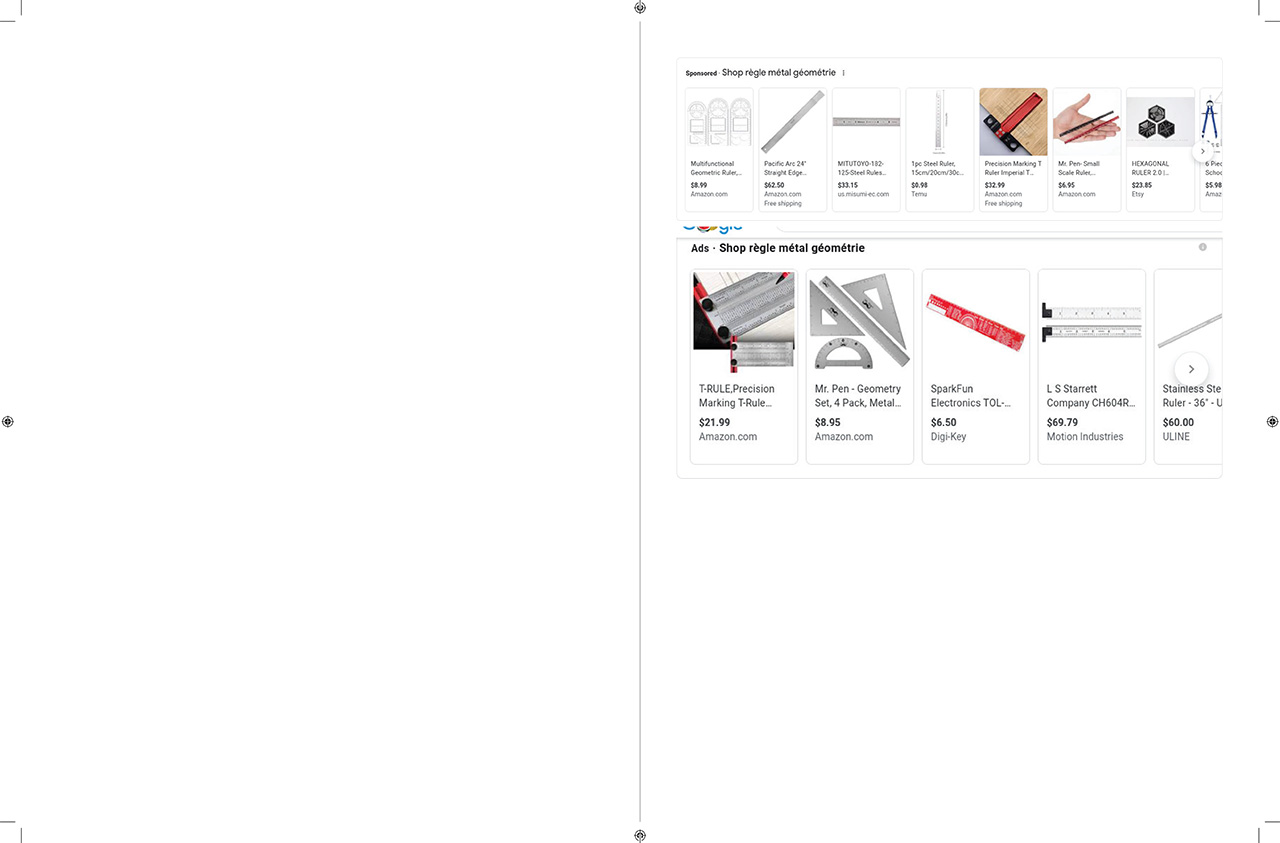 Sponsored · Shop règle métal géométrie
Multifunctional
Geometric Ruler,...
$8.99
Amazon.com
Pacific Arc 24"
Straight Edge...
$62.50
Amazon.com
Free shipping
MITUTOYO-182-
125-Steel Rules...
$33.15
us.misumi-ec.com
1pc Steel Ruler,
15cm/20cm/30c...
$0.98
Temu
Precision Marking T
Ruler Imperial T...
$32.99
Amazon.com
Free shipping
Mr. Pen- Small
Scale Ruler,...
$6.95
Amazon.com
HEXAGONAL
RULER 2.0 |...
$23.85
Etsy
6 Piec
Schoo
$5.98
Amaz
Google
Ads · Shop règle métal géométrie
T-RULE,Precision
Marking T-Rule...
$21.99
Amazon.com
Mr. Pen - Geometry
Set, 4 Pack, Metal...
$8.95
Amazon.com
SparkFun
Electronics TOL-...
$6.50
Digi-Key
L S Starrett
Company CH604R...
$69.79
Motion Industries
Stainless Ste
Ruler - 36" - U
$60.00
ULINE